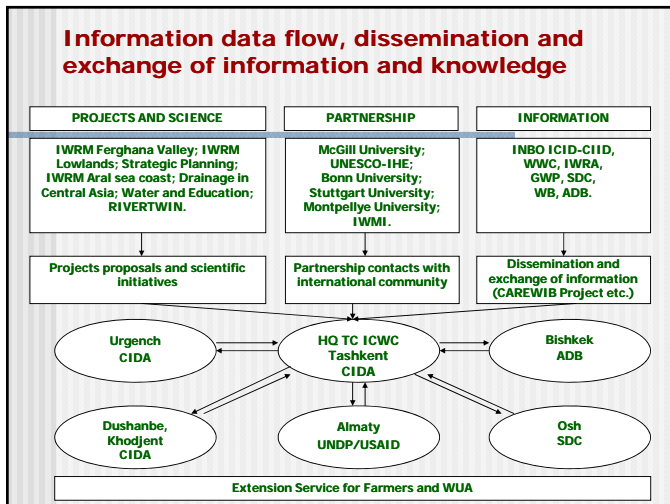 Information data flow, dissemination and
exchange of information and knowledge
PROJECTS AND SCIENCE
PARTNERSHIP
INFORMATION
IWRM Ferghana Valley; IWRM
Lowlands; Strategic Planning;
IWRM Aral sea coast; Drainage in
Central Asia; Water and Education;
RIVERTWIN.
McGill University;
UNESCO-IHE;
Bonn University;
Stuttgart University;
Montpellye University;
IWMI.
INBO ICID-CIID,
WWC, IWRA,
GWP, SDC,
WB, ADB.
Projects proposals and scientific
initiatives
Partnership contacts with
international community
Dissemination and
exchange of information
(CAREWIB Project etc.)
Urgench
CIDA
HQ TC ICWC
Tashkent
CIDA
Bishkek
ADB
Dushanbe,
Khodjent
CIDA
Almaty
UNDP/USAID
Osh
SDC
Extension Service for Farmers and WUA